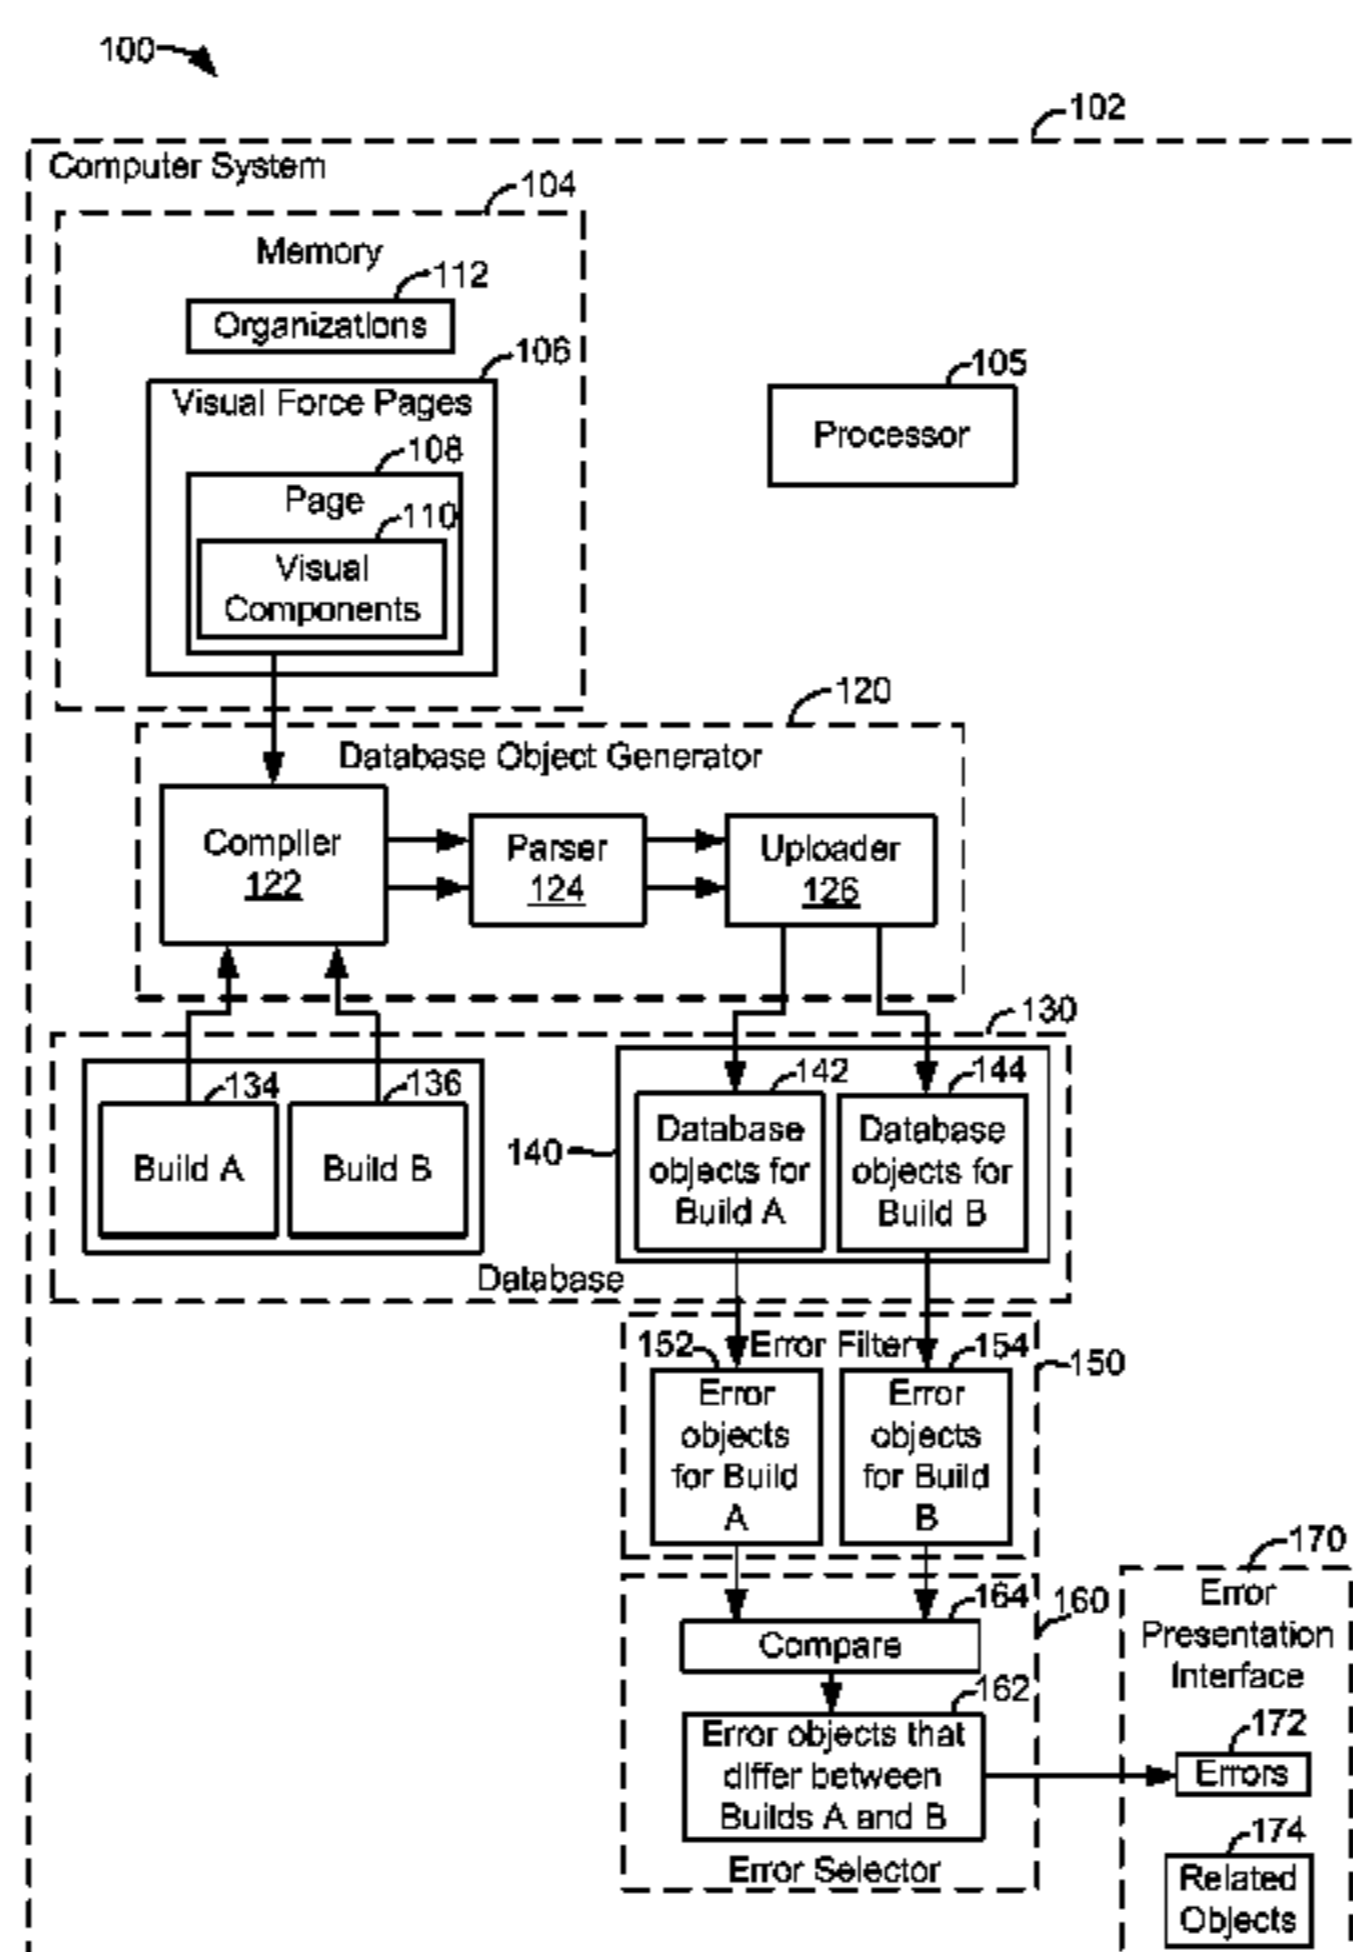 100
102
Computer System
104
Memory
112
Organizations
106
Visual Force Pages
108
Page
110
Visual
Components
105
Processor
120
Database Object Generator
Compiler
122
Parser
124
Uploader
126
130
134
Build A
136
Build B
140
142
Database
objects for
Build A
144
Database
objects for
Build B
Database
150
Error Filter
152
Error
objects
for Build
A
154
Error
objects
for Build
B
160
164
Compare
162
Error objects that
differ between
Builds A and B
Error Selector
170
Error
Presentation
Interface
172
Errors
174
Related
Objects